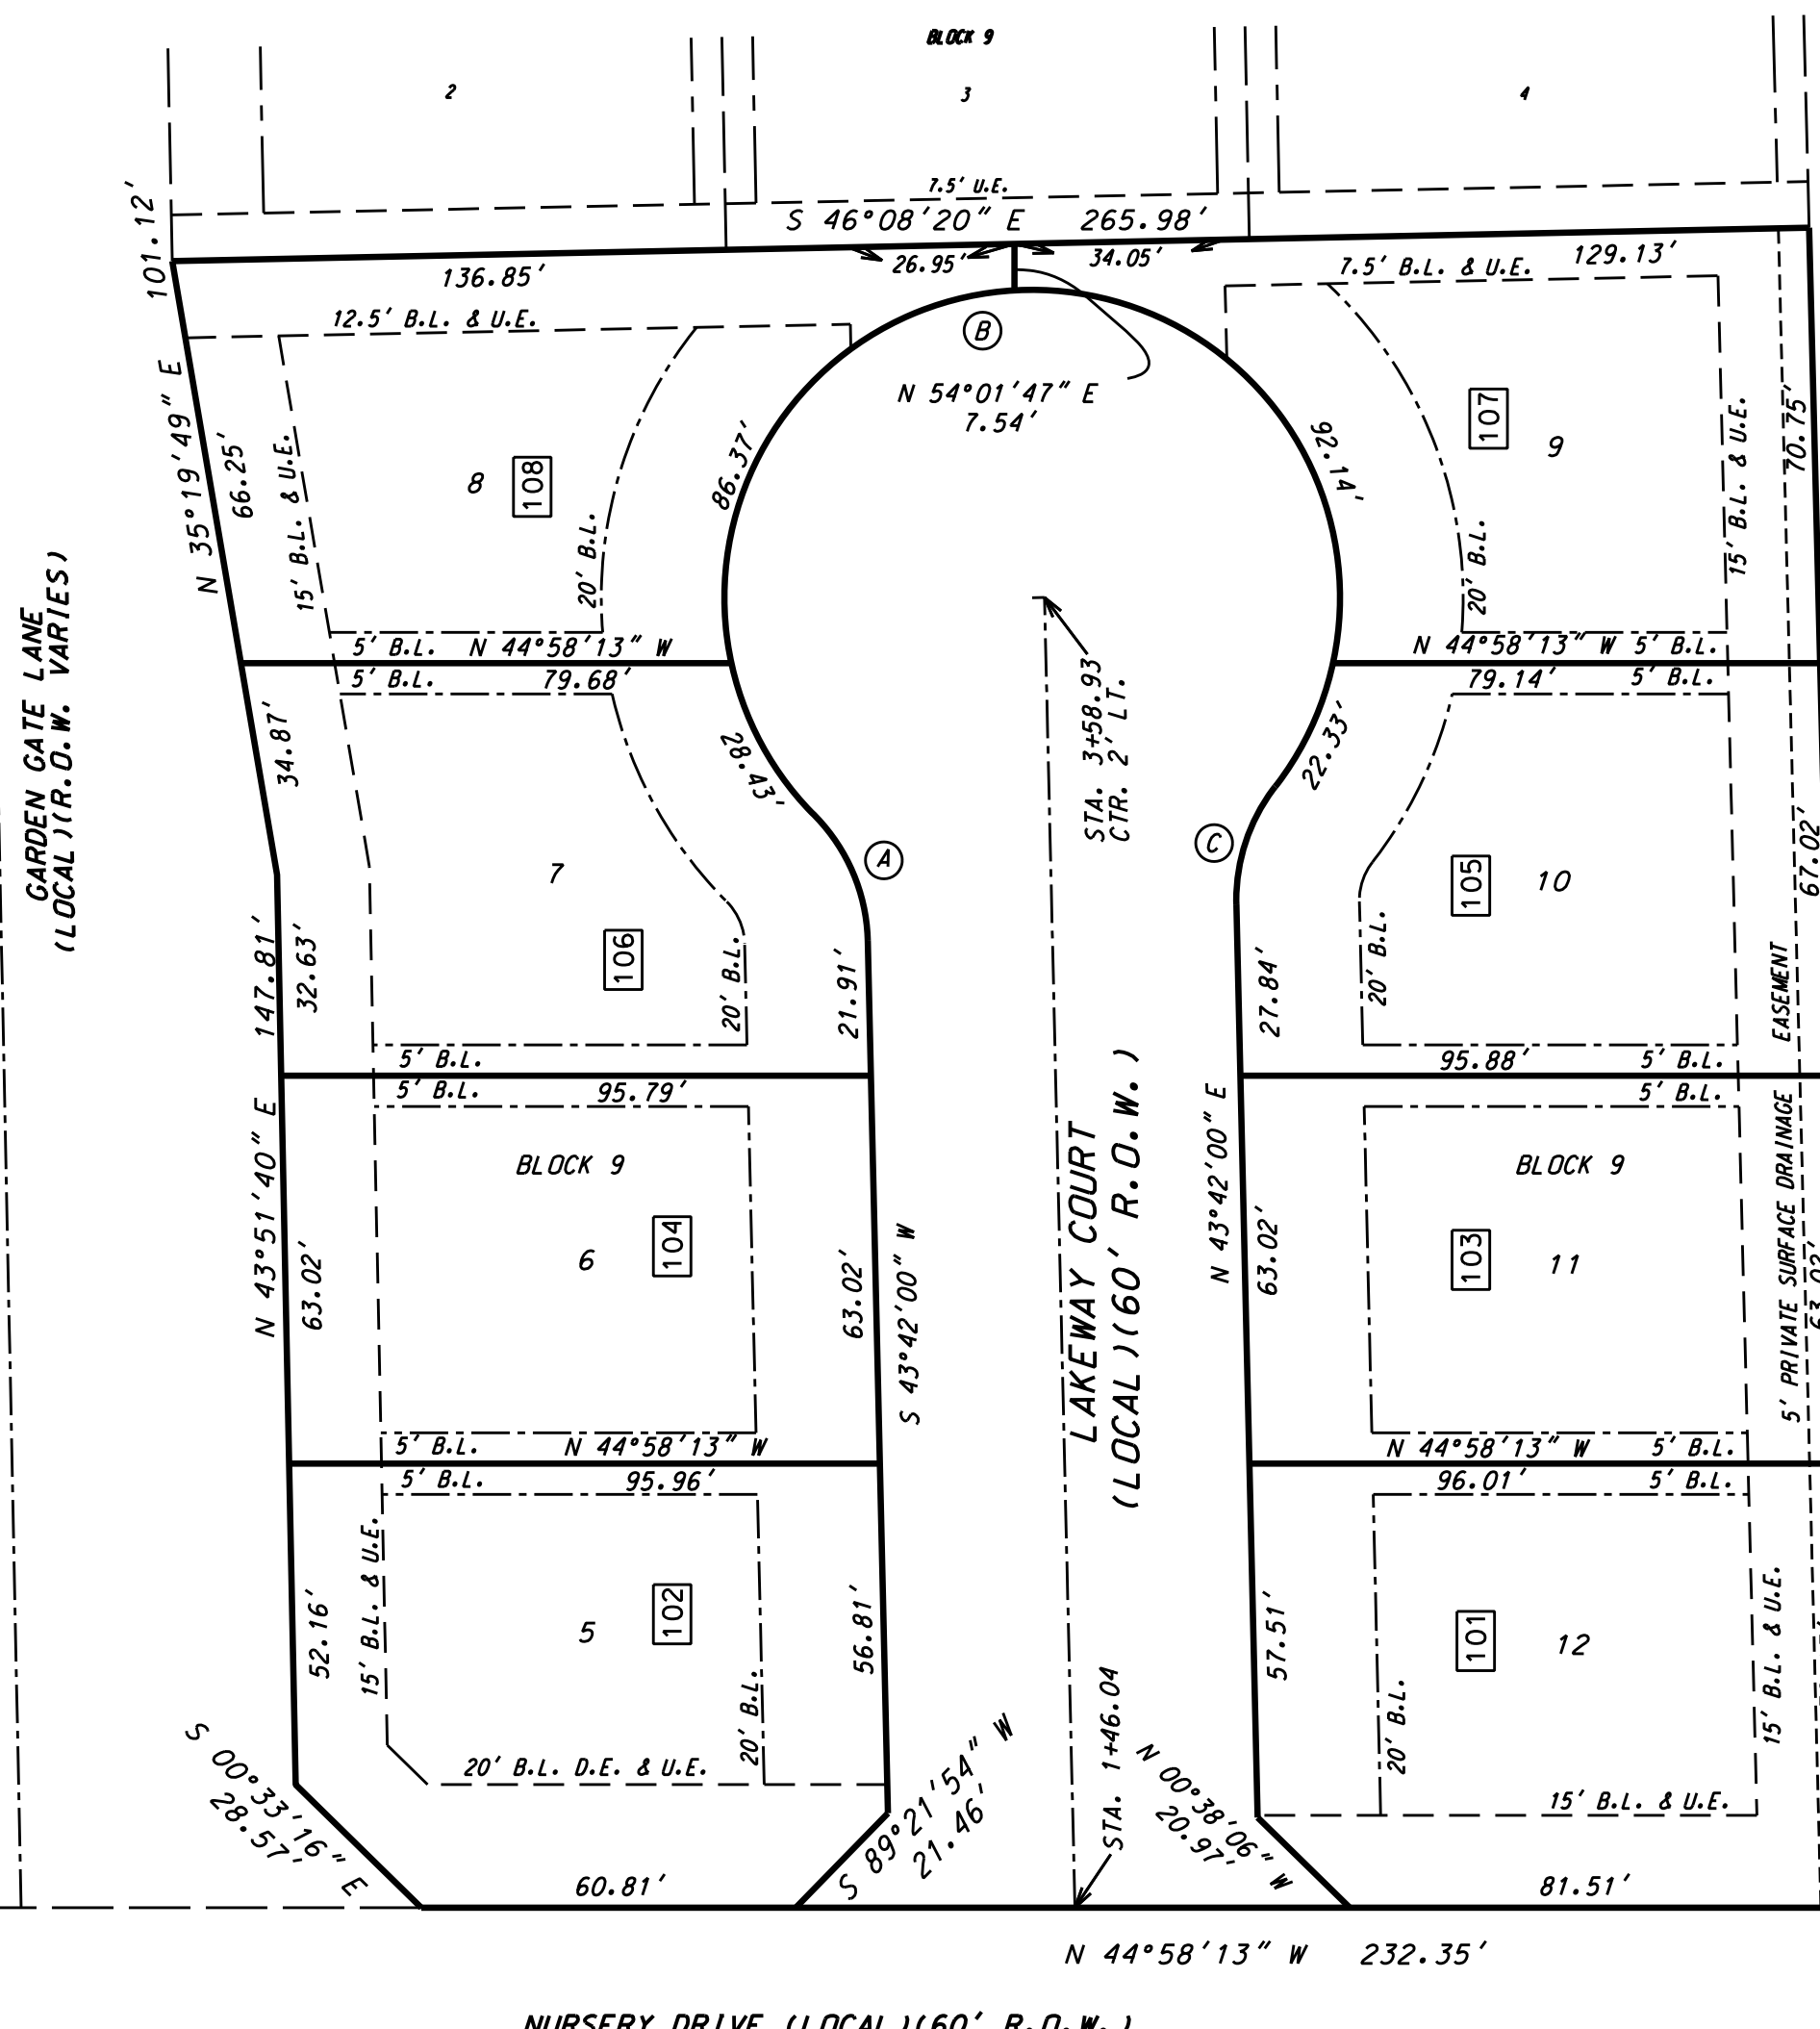 BLOCK 9
2
3
4
7.5' U.E.
S 46°08'20" E 265.98'
101.12'
136.85'
26.95'
34.05'
7.5' B.L. & U.E.
129.13'
12.5' B.L. & U.E.
B
N 54°01'47" E
7.54'
N 35°19'49" E
66.25'
15' B.L. & U.E.
8
108
20' B.L.
86.37'
92.14'
107
9
20' B.L.
15' B.L. & U.E.
70.75'
5' B.L. N 44°58'13" W
5' B.L. 79.68'
N 44°58'13" W 5' B.L.
79.14' 5' B.L.
GARDEN GATE LANE
(LOCAL)(R.O.W. VARIES)
34.87'
28.43'
STA. 3+58.93
CTR. 2' LT.
22.33'
7
A
C
105
10
67.02'
147.81'
32.63'
106
20' B.L.
21.91'
27.84'
20' B.L.
5' B.L.
5' B.L. 95.79'
95.88' 5' B.L.
5' B.L.
N 43°51'40" E
63.02'
BLOCK 9
6
104
63.02'
S 43°42'00" W
LAKEWAY COURT
(LOCAL)(60' R.O.W.)
N 43°42'00" E
63.02'
BLOCK 9
103
11
5' PRIVATE SURFACE DRAINAGE EASEMENT
63.02'
5' B.L. N 44°58'13" W
5' B.L. 95.96'
N 44°58'13" W 5' B.L.
96.01' 5' B.L.
52.16'
15' B.L. & U.E.
5
102
20' B.L.
56.81'
57.51'
101
12
20' B.L.
15' B.L. & U.E.
20' B.L. D.E. & U.E.
15' B.L. & U.E.
S 00°33'16" E
28.57'
S 89°21'54" W
21.46'
STA. 1+46.04
N 00°38'06" W
20.97'
60.81'
81.51'
N 44°58'13" W 232.35'
NURSERY DRIVE (LOCAL)(60' R.O.W.)